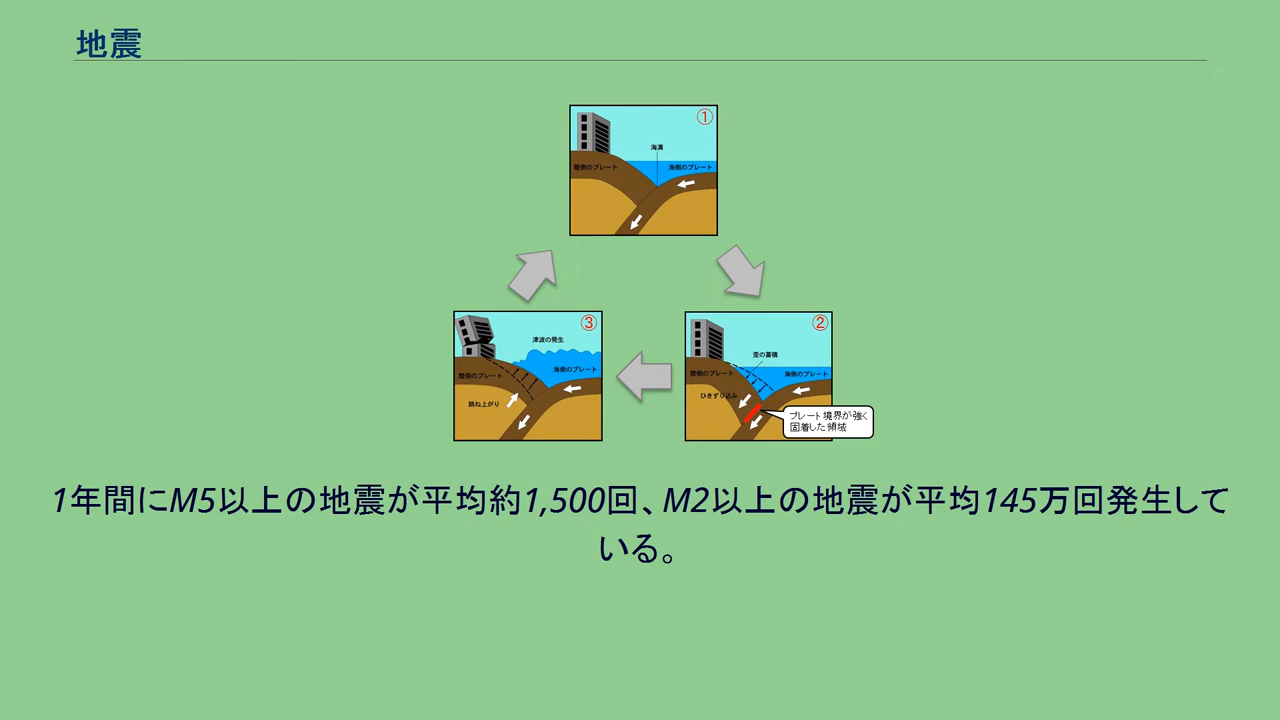 地震
①
海溝
陸側のプレート
海側のプレート
③
津波の発生
陸側のプレート
海側のプレート
跳ね上がり
②
歪の蓄積
陸側のプレート
海側のプレート
ひきずり込み
プレート境界が強く
固着した領域
1年間にM5以上の地震が平均約1,500回、M2以上の地震が平均145万回発生して
いる。